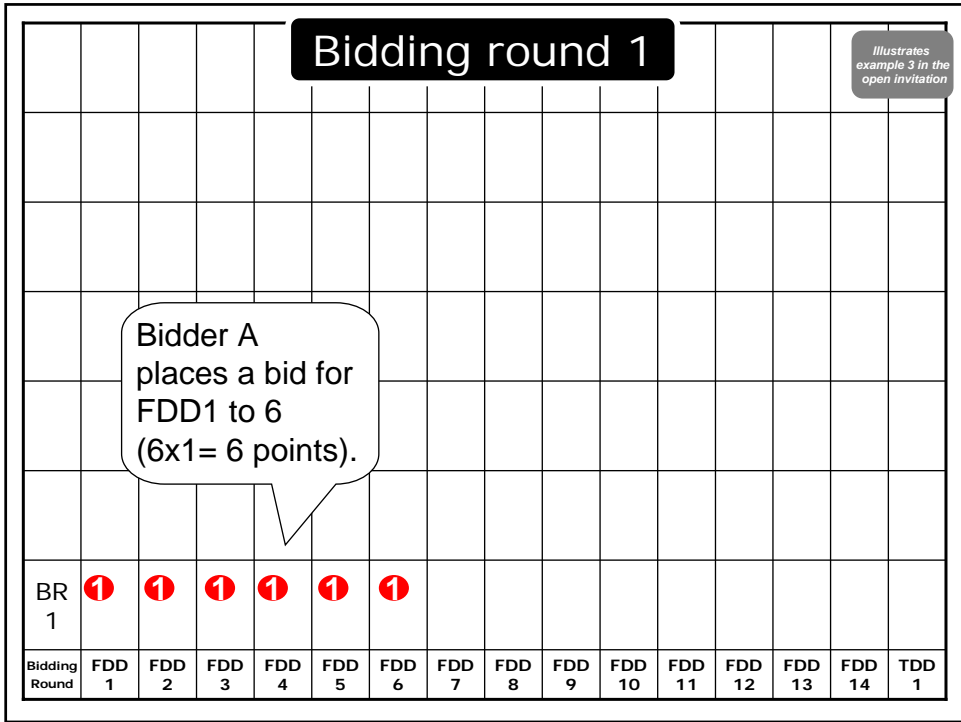 Bidding round 1
Illustrates
example 3 in the
open invitation
Bidder A
places a bid for
FDD1 to 6
(6x1= 6 points).
BR 1 1 1 1 1 1
1
Bidding FDD FDD FDD FDD FDD FDD FDD FDD FDD FDD FDD FDD FDD FDD TDD
Round 1 2 3 4 5 6 7 8 9 10 11 12 13 14 1